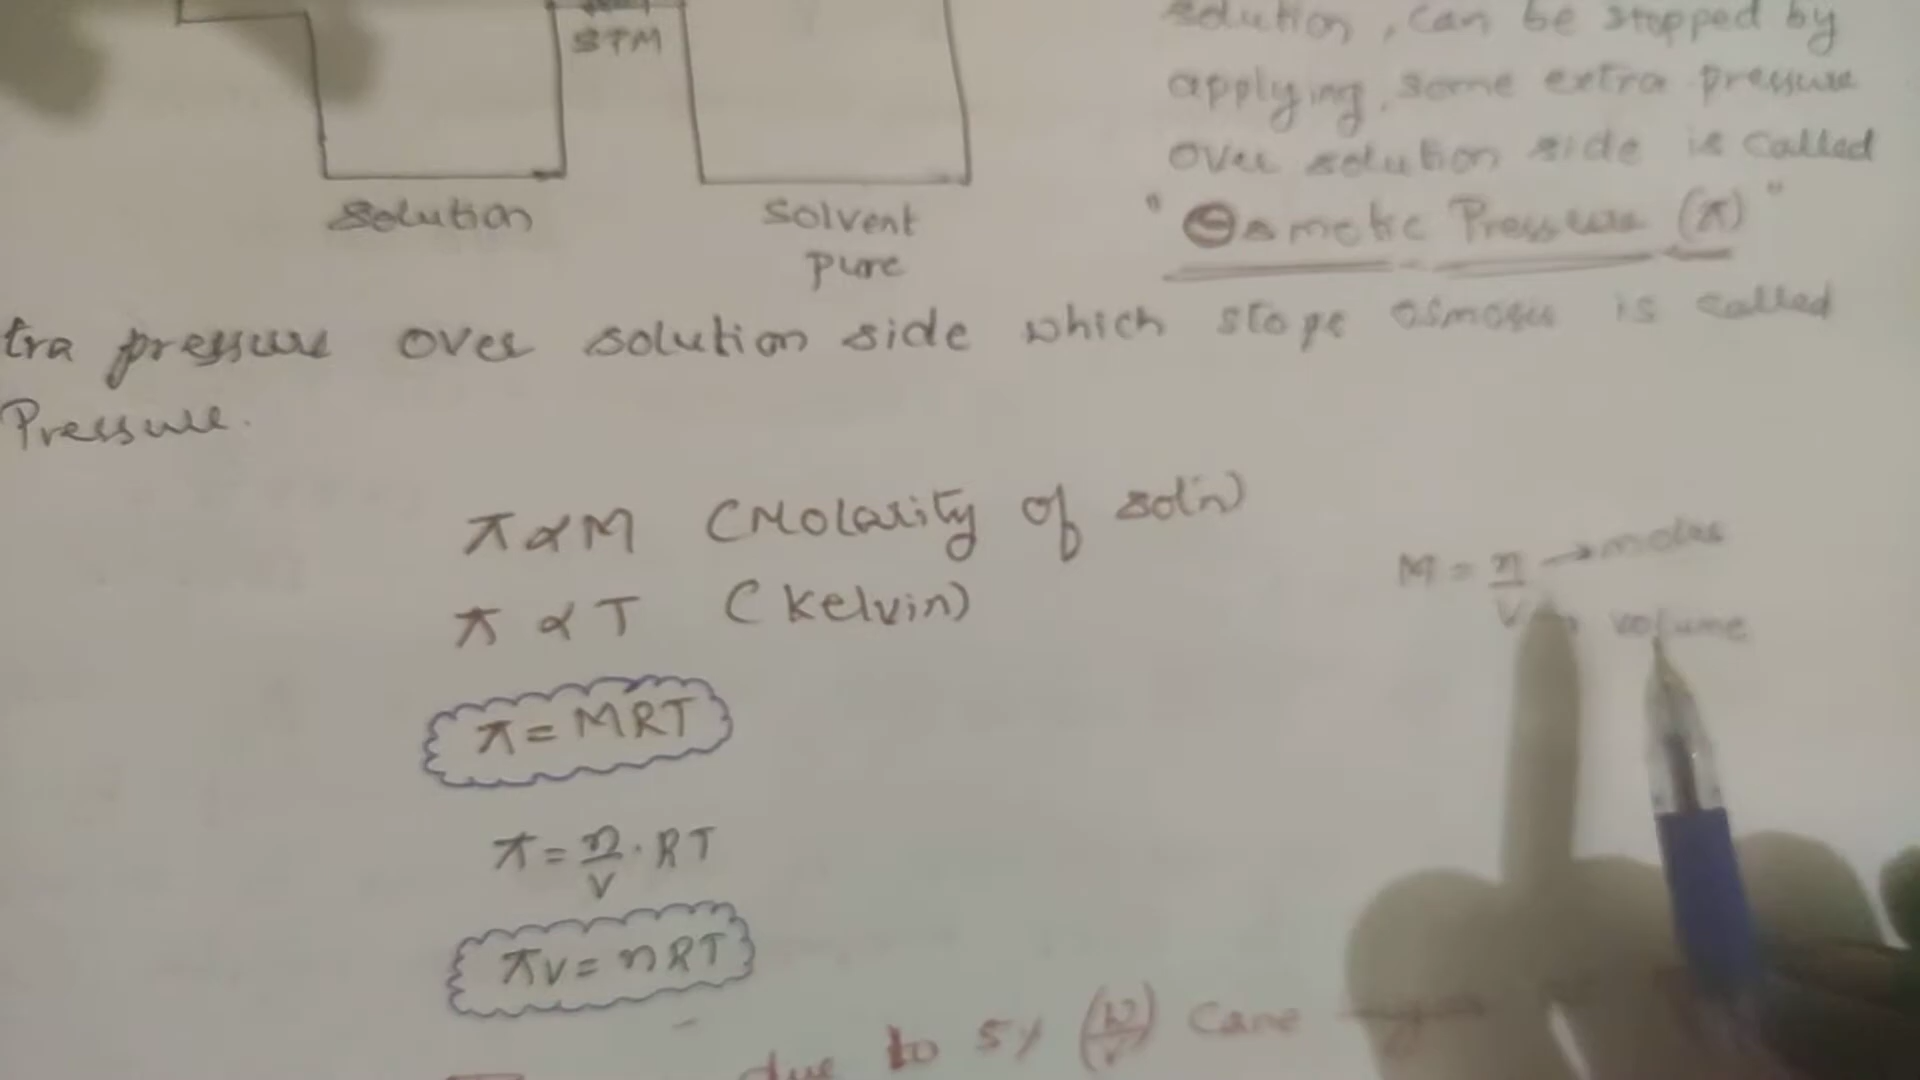 STM
solution, can be stopped by
applying, some extra pressure
over solution side is called
" Osmotic Pressure (π) "
Solution
Solvent
pure
tra pressure over solution side which stops osmosis is called
Pressure.
π ∝ M (Molarity of soln)
π ∝ T (Kelvin)
M = n/V → moles
volume
π = MRT
π = n/V . RT
πV = nRT
due to 5% (W/V) cane